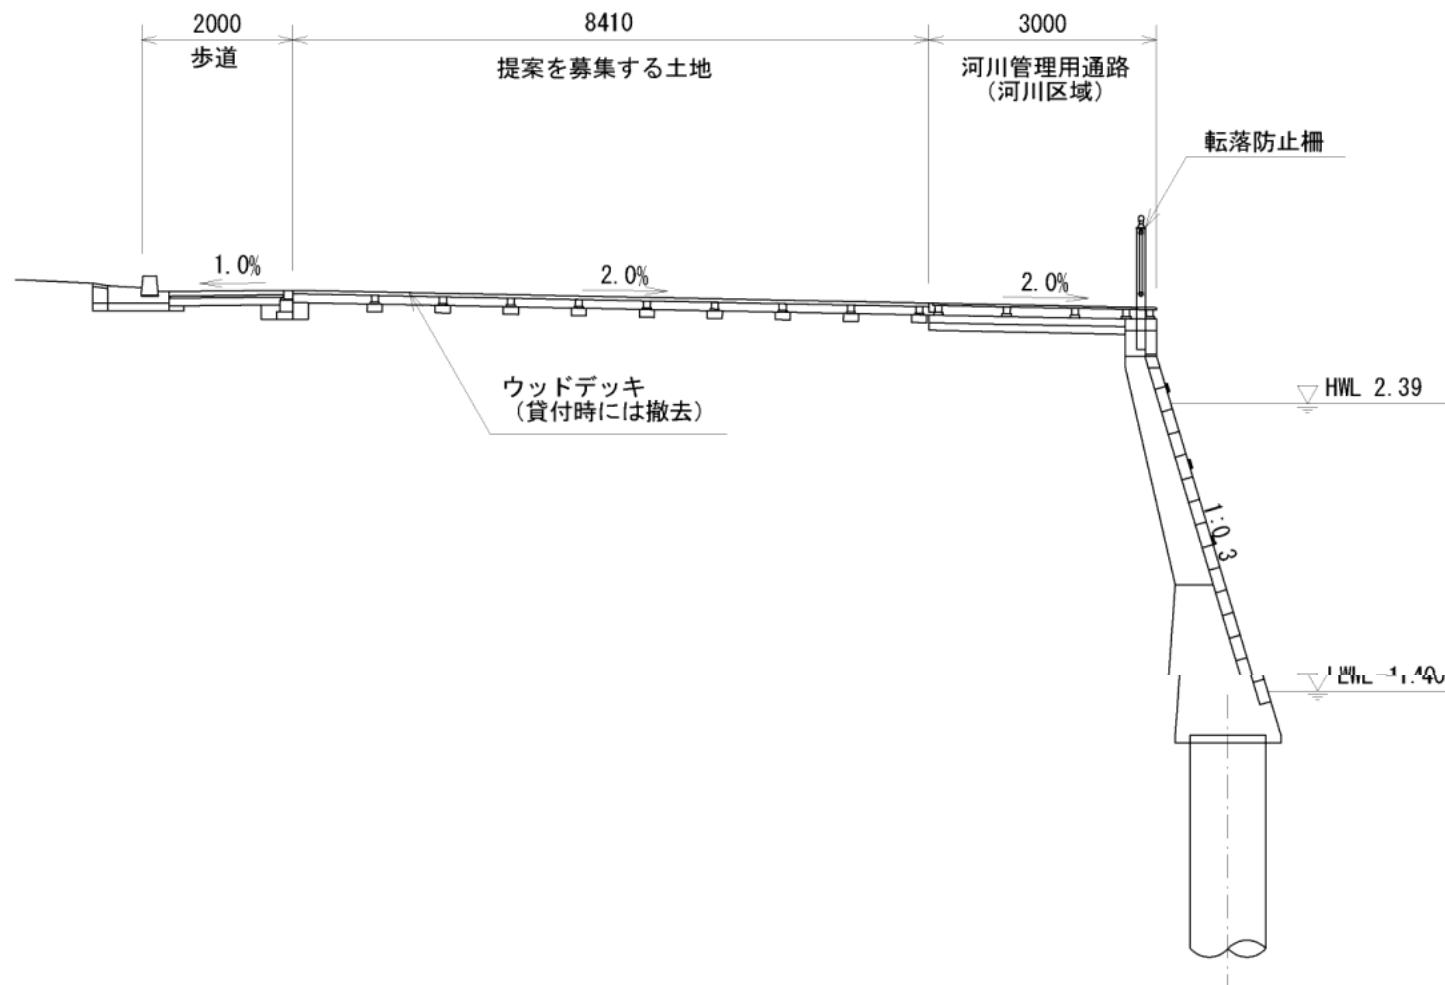 2000
8410
3000
歩道
提案を募集する土地
河川管理用通路
(河川区域)
転落防止柵
1.0%
2.0%
2.0%
ウッドデッキ
(貸付時には撤去)
HWL 2.39
1:0.3